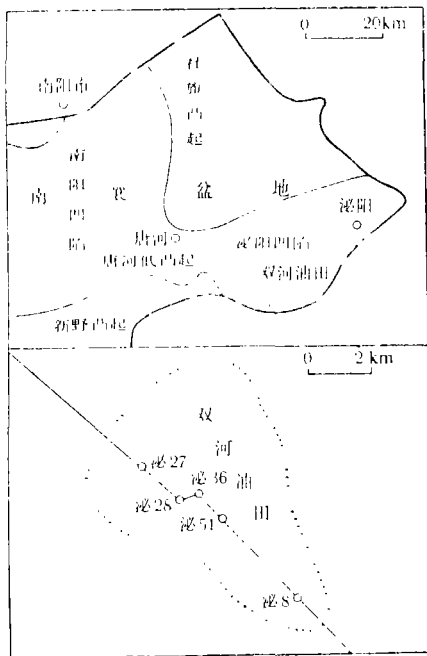 0 20km
南阳市
社旗凸起
南阳凹陷
南襄盆地
泌阳
唐河
泌阳凹陷
唐河低凸起
双河油田
新野凸起
0 2 km
双河油田
泌27
泌36
泌28
泌51
泌8